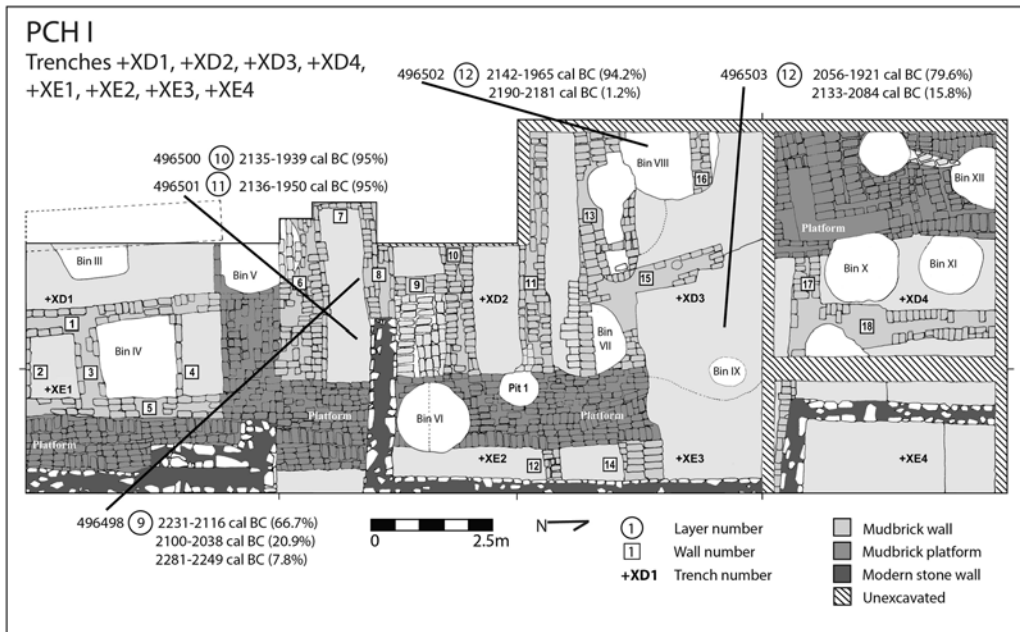 PCH I
Trenches +XD1, +XD2, +XD3, +XD4,
+XE1, +XE2, +XE3, +XE4
496502 12 2142-1965 cal BC (94.2%)
2190-2181 cal BC (1.2%)
496503 12 2056-1921 cal BC (79.6%)
2133-2084 cal BC (15.8%)
496500 10 2135-1939 cal BC (95%)
496501 11 2136-1950 cal BC (95%)
Bin VIII
16
Bin XII
7
13
Platform
Bin III
Bin V
6
8
9
10
11
15
17
Bin X
Bin XI
+XD1
+XD2
+XD3
+XD4
1
Bin IV
Bin VII
18
2
3
4
+XE1
Bin IX
5
Pit 1
Platform
Platform
Platform
Bin VI
+XE2
12
14
+XE3
+XE4
496498 9 2231-2116 cal BC (66.7%)
2100-2038 cal BC (20.9%)
2281-2249 cal BC (7.8%)
0 2.5m
N
1 Layer number
1 Wall number
+XD1 Trench number
Mudbrick wall
Mudbrick platform
Modern stone wall
Unexcavated